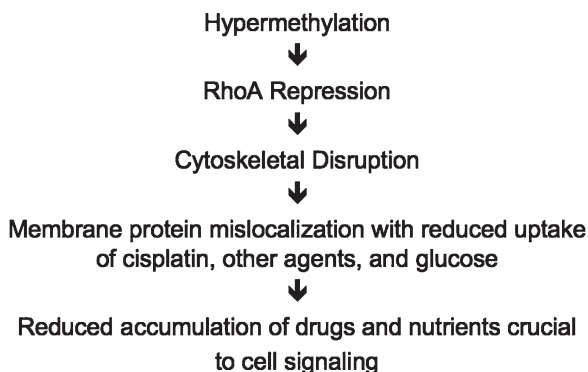 Hypermethylation
RhoA Repression
Cytoskeletal Disruption
Membrane protein mislocalization with reduced uptake
of cisplatin, other agents, and glucose
Reduced accumulation of drugs and nutrients crucial
to cell signaling